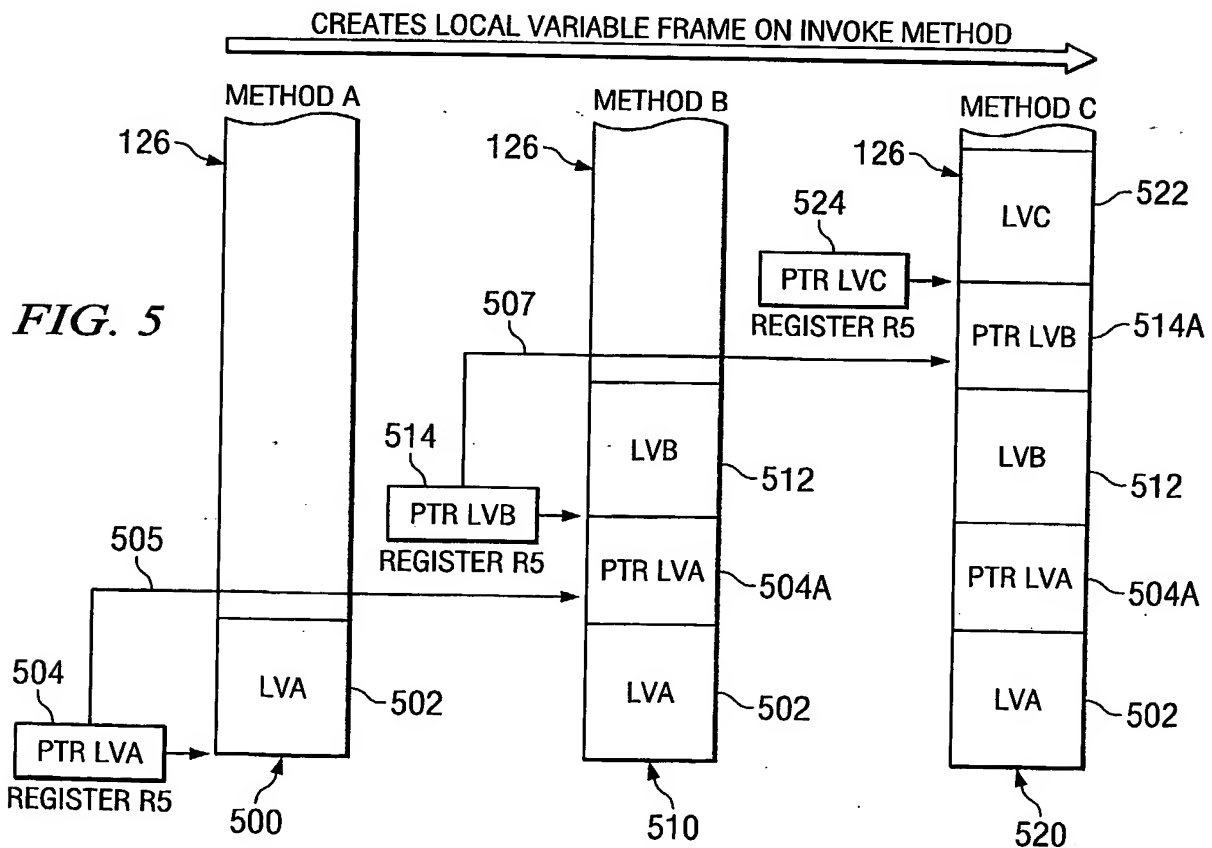 CREATES LOCAL VARIABLE FRAME ON INVOKE METHOD
METHOD A
METHOD B
METHOD C
126
126
126
522
LVC
524
PTR LVC
REGISTER R5
507
PTR LVB
514A
FIG. 5
514
LVB
512
LVB
512
PTR LVB
REGISTER R5
505
PTR LVA
504A
PTR LVA
504A
504
LVA
502
LVA
502
LVA
502
PTR LVA
REGISTER R5
500
510
520